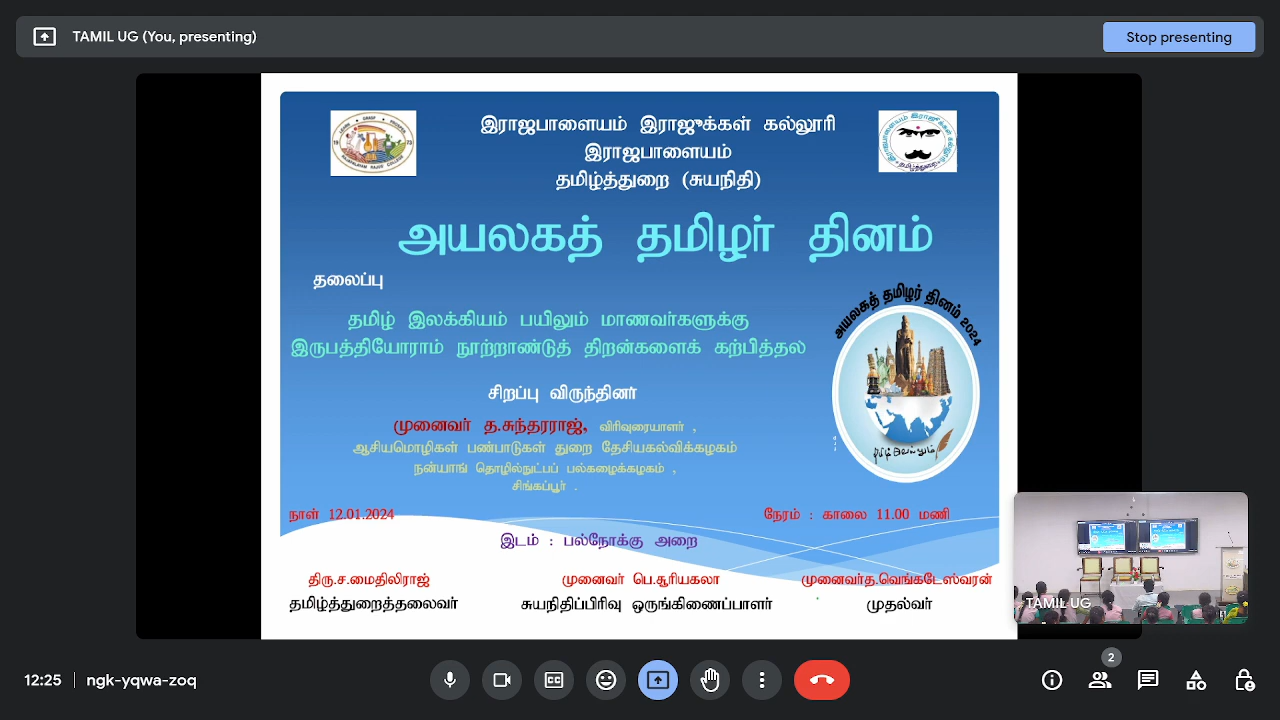 TAMIL UG (You, presenting)
Stop presenting
இராஜபாளையம் இராஜுக்கள் கல்லூரி
இராஜபாளையம்
தமிழ்த்துறை (சுயநிதி)
அயலகத் தமிழர் தினம்
தலைப்பு
தமிழ் இலக்கியம் பயிலும் மாணவர்களுக்கு
இருபத்தியோராம் நூற்றாண்டுத் திறன்களைக் கற்பித்தல்
அயலகத் தமிழர் தினம் 2024
தமிழ் வெல்லும்
சிறப்பு விருந்தினர்
முனைவர் த.சுந்தரராஜ், விரிவுரையாளர் ,
ஆசியமொழிகள் பண்பாடுகள் துறை தேசியகல்விக்கழகம்
நன்யாங் தொழில்நுட்பப் பல்கழைக்கழகம் ,
சிங்கப்பூர் .
நாள் 12.01.2024
நேரம் : காலை 11.00 மணி
இடம் : பல்நோக்கு அறை
திரு.ச.மைதிலிராஜ்
முனைவர் பெ.சூரியகலா
முனைவர்த.வெங்கடேஸ்வரன்
தமிழ்த்துறைத்தலைவர்
சுயநிதிப்பிரிவு ஒருங்கிணைப்பாளர்
முதல்வர்
TAMIL UG
12:25 | ngk-yqwa-zoq
2